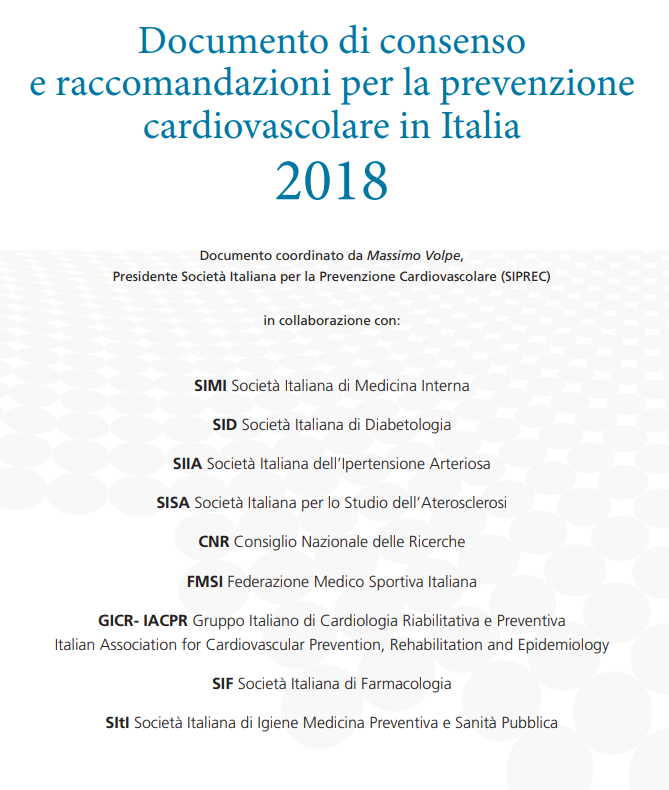 Documento di consenso
e raccomandazioni per la prevenzione
cardiovascolare in Italia
2018
Documento coordinato da Massimo Volpe,
Presidente Società Italiana per la Prevenzione Cardiovascolare (SIPREC)
in collaborazione con:
SIMI Società Italiana di Medicina Interna
SID Società Italiana di Diabetologia
SIIA Società Italiana dell'Ipertensione Arteriosa
SISA Società Italiana per lo Studio dell'Aterosclerosi
CNR Consiglio Nazionale delle Ricerche
FMSI Federazione Medico Sportiva Italiana
GICR- IACPR Gruppo Italiano di Cardiologia Riabilitativa e Preventiva
Italian Association for Cardiovascular Prevention, Rehabilitation and Epidemiology
SIF Società Italiana di Farmacologia
SItI Società Italiana di Igiene Medicina Preventiva e Sanità Pubblica